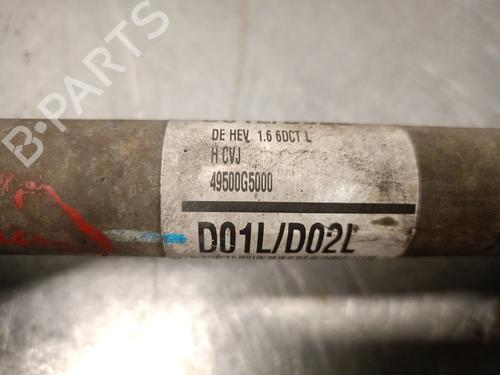 DE HEV 1.6 6DCT L
H CVJ
49500G5000
D01L/D02L
B-PARTS